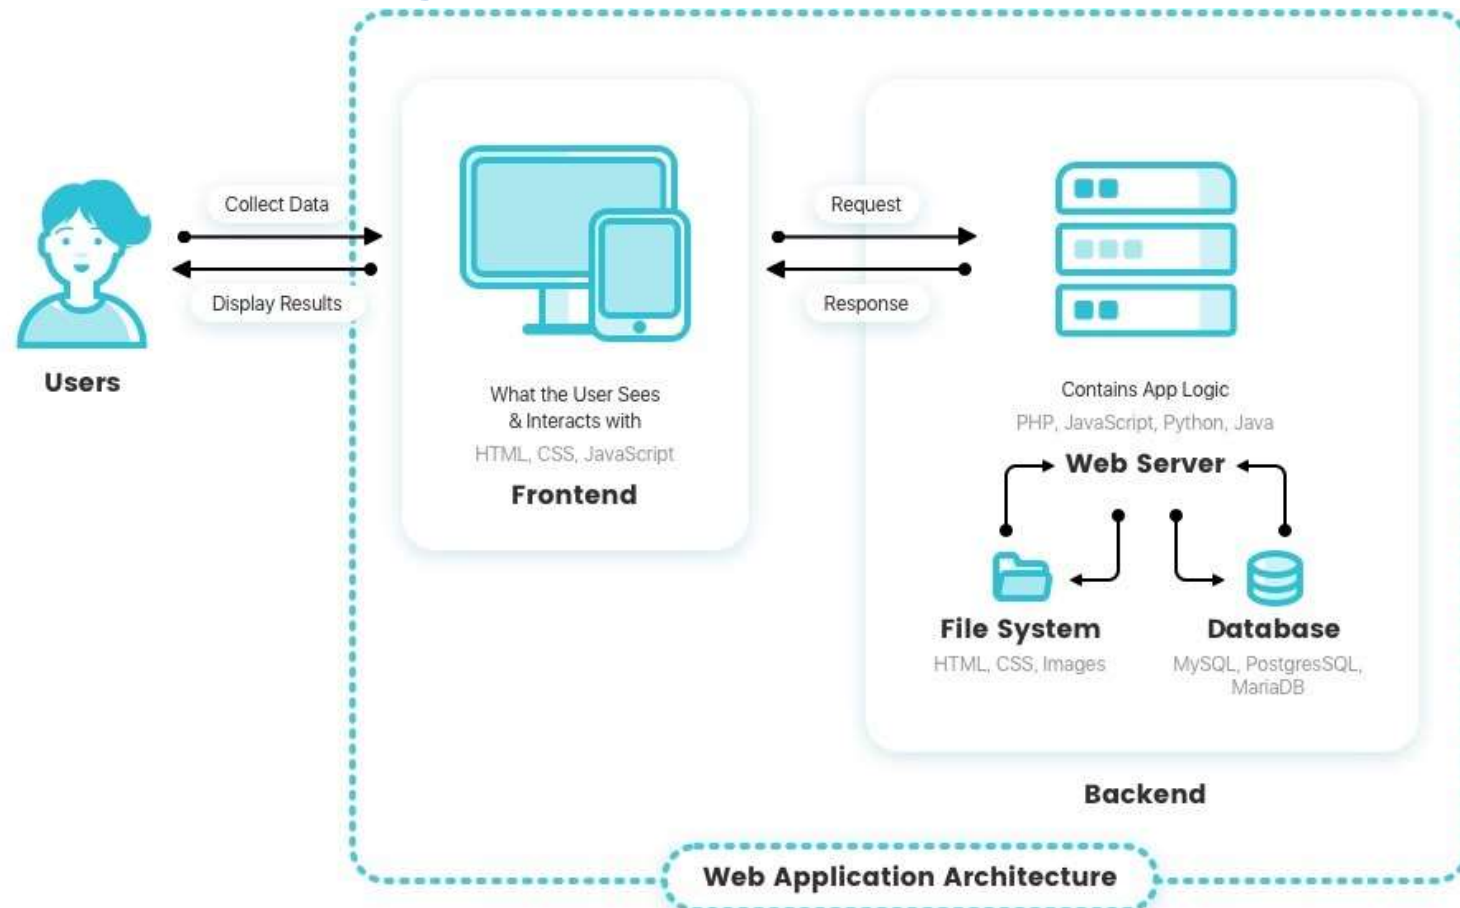 Collect Data
Display Results
Users
What the User Sees
& Interacts with
HTML, CSS, JavaScript
Frontend
Request
Response
Contains App Logic
PHP, JavaScript, Python, Java
Web Server
File System
HTML, CSS, Images
Database
MySQL, PostgresSQL,
MariaDB
Backend
Web Application Architecture